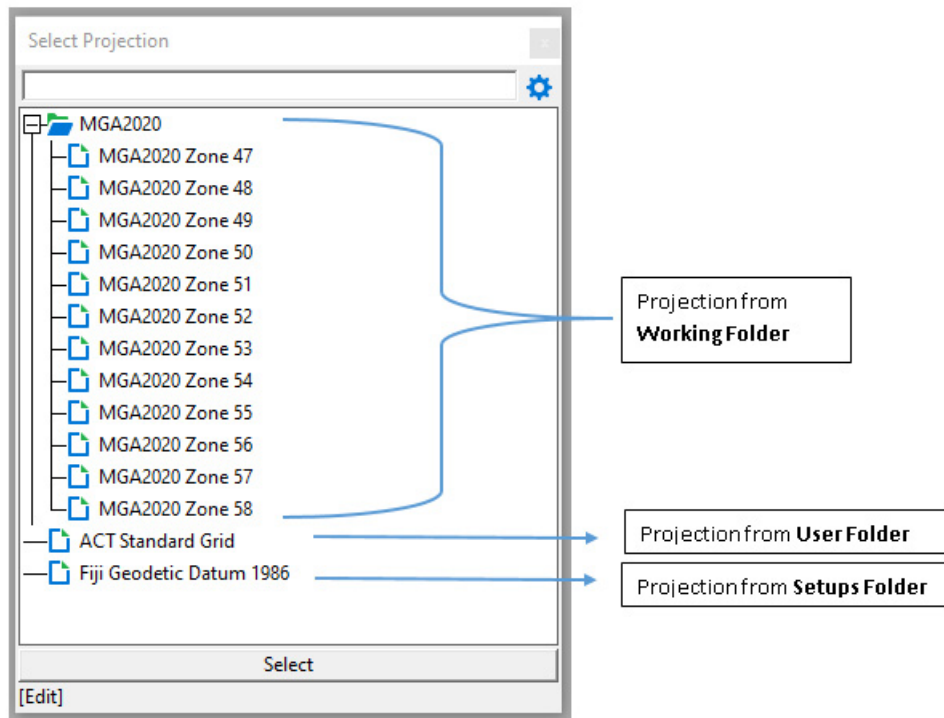 Select Projection
x
MGA2020
MGA2020 Zone 47
MGA2020 Zone 48
MGA2020 Zone 49
MGA2020 Zone 50
MGA2020 Zone 51
MGA2020 Zone 52
MGA2020 Zone 53
MGA2020 Zone 54
MGA2020 Zone 55
MGA2020 Zone 56
MGA2020 Zone 57
MGA2020 Zone 58
ACT Standard Grid
Fiji Geodetic Datum 1986
Select
[Edit]
Projection from
Working Folder
Projection from User Folder
Projection from Setups Folder